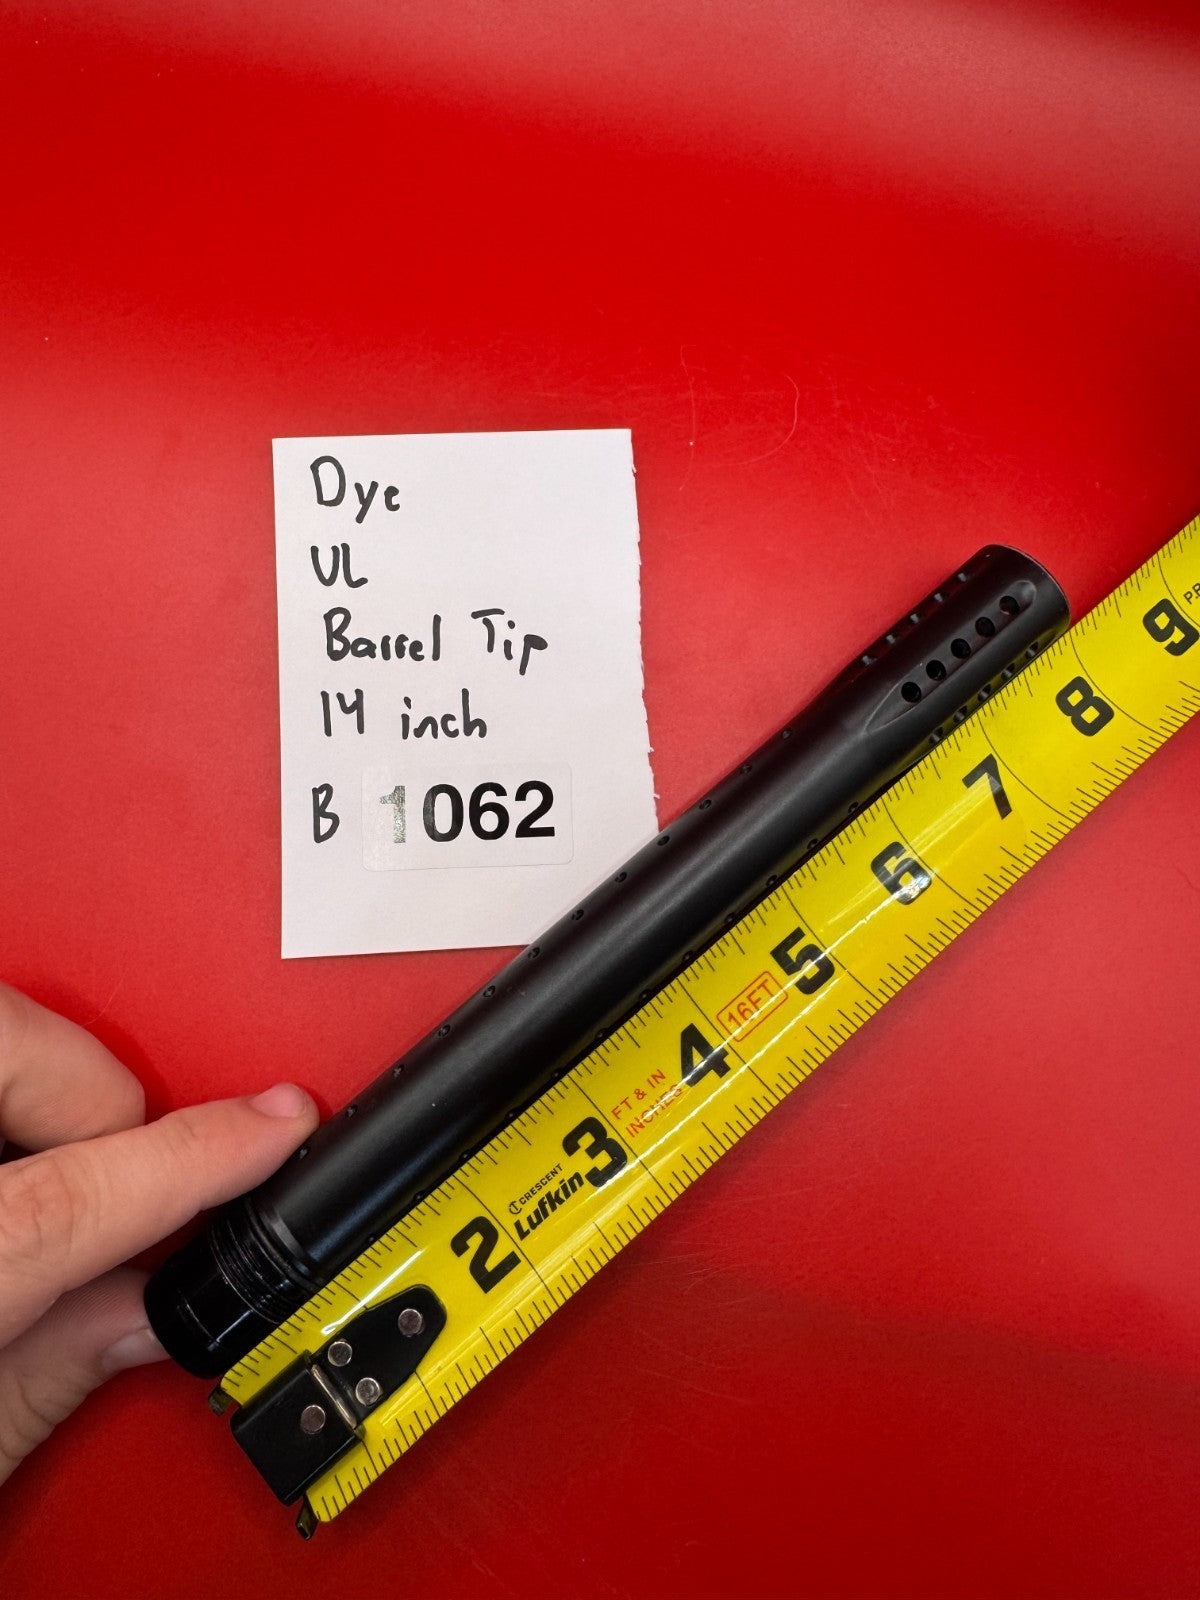 Dye
UL
Barrel Tip
14 inch
B 1062
2
CRESCENT
Lufkin
3
FT & IN
INCHES
4
16FT
5
6
7
8
9